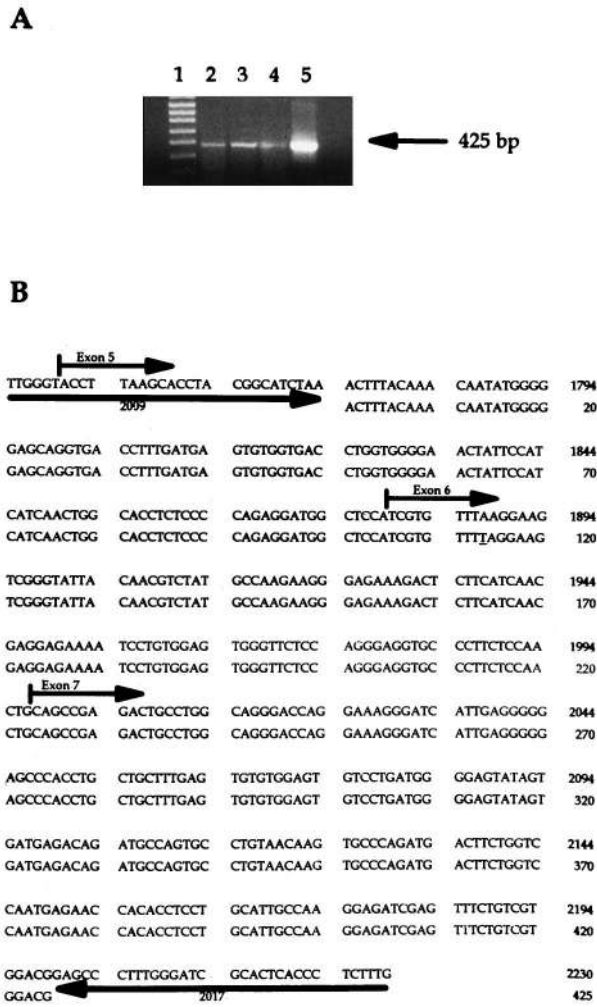 A
1 2 3 4 5
425 bp
B
Exon 5
TTGGGTACCT TAAGCACCTA CGGCATCTAA ACTTTACAAA CAATATGGGG 1794
2009 ACTTTACAAA CAATATGGGG 20
GAGCAGGTGA CCTTTGATGA GTGTGGTGAC CTGGTGGGGA ACTATTCCAT 1844
GAGCAGGTGA CCTTTGATGA GTGTGGTGAC CTGGTGGGGA ACTATTCCAT 70
Exon 6
CATCAACTGG CACCTCTCCC CAGAGGATGG CTCCATCGTG TTTAAGGAAG 1894
CATCAACTGG CACCTCTCCC CAGAGGATGG CTCCATCGTG TTTTAGGAAG 120
TCGGGTATTA CAACGTCTAT GCCAAGAAGG GAGAAAGACT CTTCATCAAC 1944
TCGGGTATTA CAACGTCTAT GCCAAGAAGG GAGAAAGACT CTTCATCAAC 170
GAGGAGAAAA TCCTGTGGAG TGGGTTCTCC AGGGAGGTGC CCTTCTCCAA 1994
GAGGAGAAAA TCCTGTGGAG TGGGTTCTCC AGGGAGGTGC CCTTCTCCAA 220
Exon 7
CTGCAGCCGA GACTGCCTGG CAGGGACCAG GAAAGGGATC ATTGAGGGGG 2044
CTGCAGCCGA GACTGCCTGG CAGGGACCAG GAAAGGGATC ATTGAGGGGG 270
AGCCCACCTG CTGCTTTGAG TGTGTGGAGT GTCCTGATGG GGAGTATAGT 2094
AGCCCACCTG CTGCTTTGAG TGTGTGGAGT GTCCTGATGG GGAGTATAGT 320
GATGAGACAG ATGCCAGTGC CTGTAACAAG TGCCCAGATG ACTTCTGGTC 2144
GATGAGACAG ATGCCAGTGC CTGTAACAAG TGCCCAGATG ACTTCTGGTC 370
CAATGAGAAC CACACCTCCT GCATTGCCAA GGAGATCGAG TTTCTGTCGT 2194
CAATGAGAAC CACACCTCCT GCATTGCCAA GGAGATCGAG TTTCTGTCGT 420
GGACGGAGCC CTTTGGGATC GCACTCACCC TCTTTG 2230
GGACG 2017 425